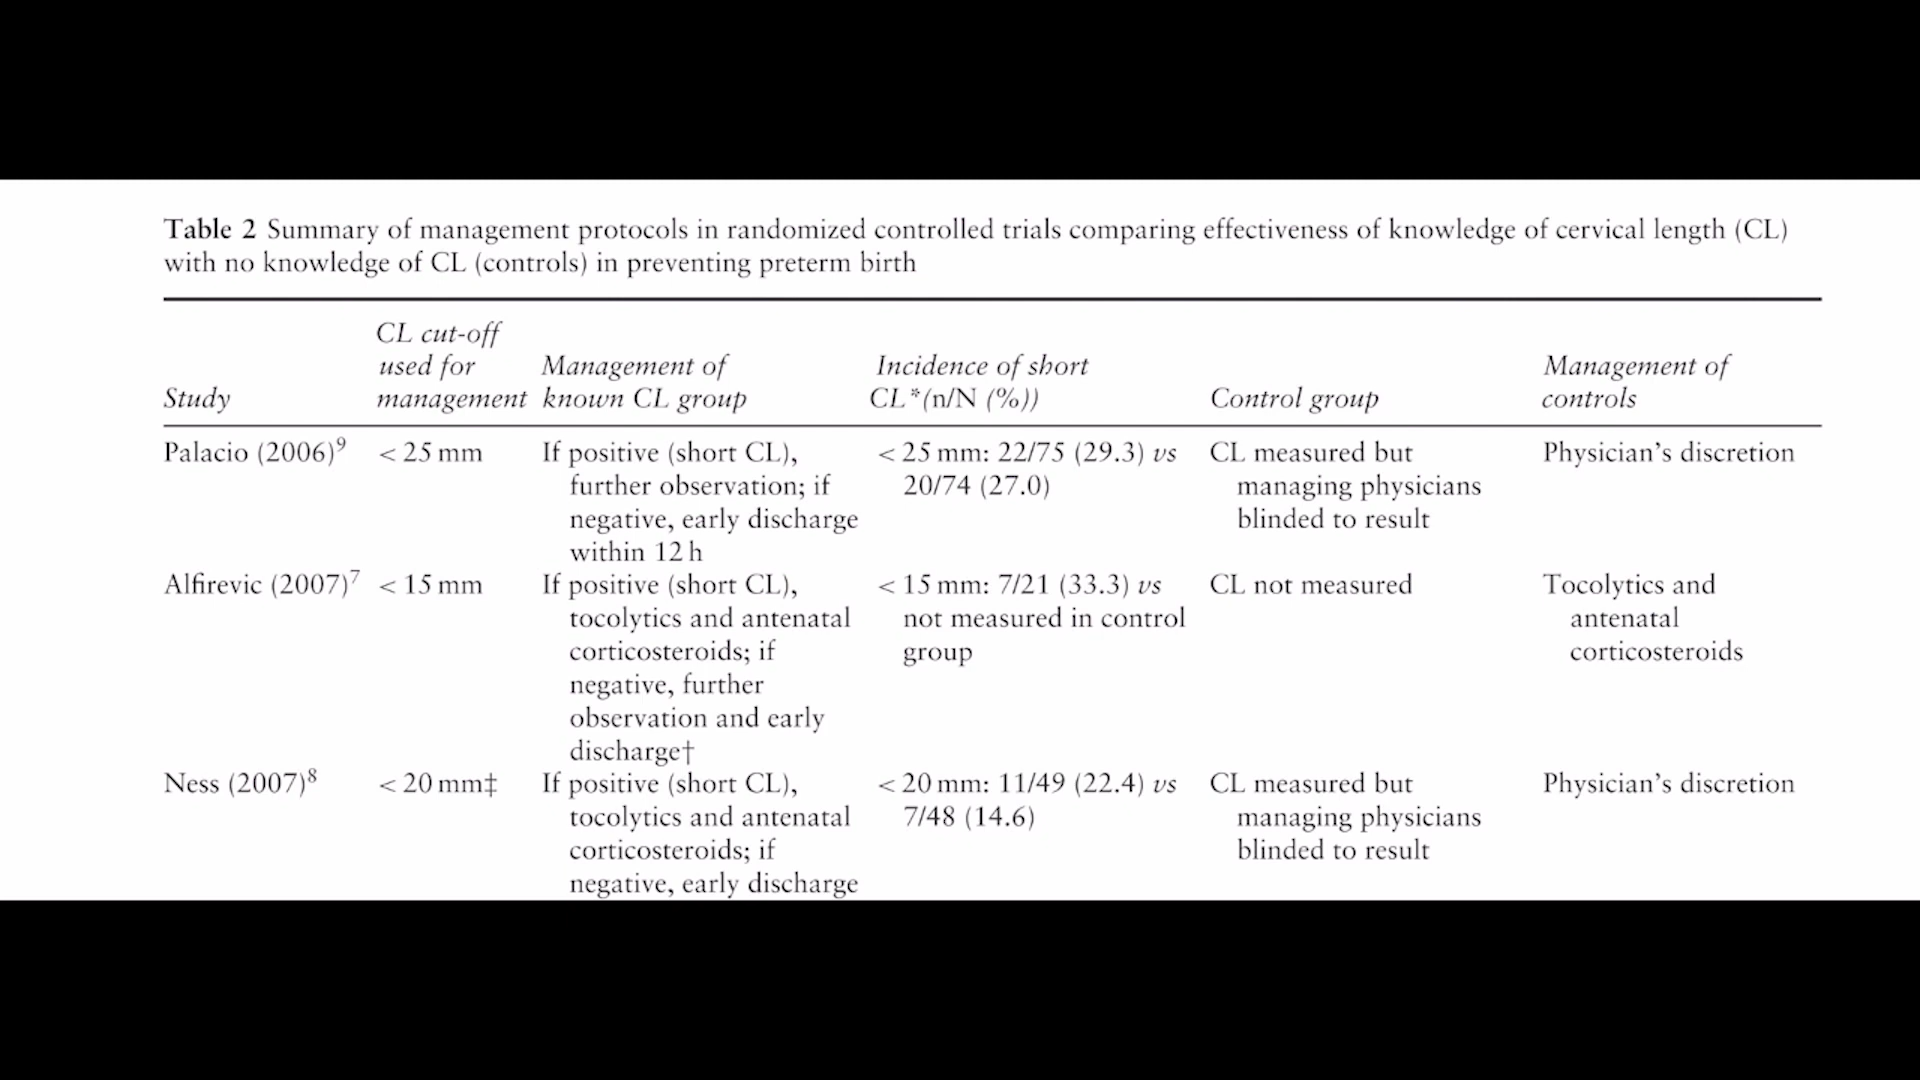 Table 2 Summary of management protocols in randomized controlled trials comparing effectiveness of knowledge of cervical length (CL)
with no knowledge of CL (controls) in preventing preterm birth
Study
CL cut-off
used for
management
Management of
known CL group
Incidence of short
CL*(n/N (%))
Control group
Management of
controls
Palacio (2006)9
< 25 mm
If positive (short CL),
further observation; if
negative, early discharge
within 12 h
< 25 mm: 22/75 (29.3) vs
20/74 (27.0)
CL measured but
managing physicians
blinded to result
Physician's discretion
Alfirevic (2007)7
< 15 mm
If positive (short CL),
tocolytics and antenatal
corticosteroids; if
negative, further
observation and early
discharge†
< 15 mm: 7/21 (33.3) vs
not measured in control
group
CL not measured
Tocolytics and
antenatal
corticosteroids
Ness (2007)8
< 20 mm‡
If positive (short CL),
tocolytics and antenatal
corticosteroids; if
negative, early discharge
< 20 mm: 11/49 (22.4) vs
7/48 (14.6)
CL measured but
managing physicians
blinded to result
Physician's discretion